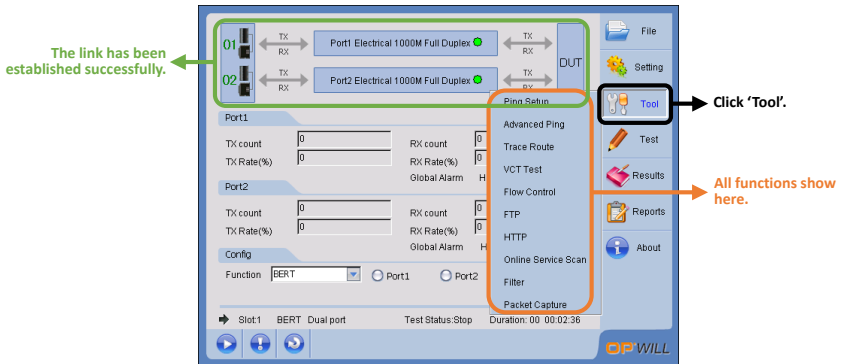 The link has been
established successfully.
01
TX
RX
Port1 Electrical 1000M Full Duplex
TX
RX
02
TX
RX
Port2 Electrical 1000M Full Duplex
TX
RX
DUT
Port1
TX count
0
RX count
0
TX Rate(%)
0
RX Rate(%)
0
Global Alarm
H
Port2
TX count
0
RX count
0
TX Rate(%)
0
RX Rate(%)
0
Global Alarm
H
Config
Function
BERT
Port1
Port2
Ping Setup
Advanced Ping
Trace Route
VCT Test
Flow Control
FTP
HTTP
Online Service Scan
Filter
Packet Capture
Slot:1 BERT Dual port Test Status:Stop Duration: 00 00:02:36
File
Setting
Tool
Test
Results
Reports
About
OPWILL
Click ‘Tool’.
All functions show
here.